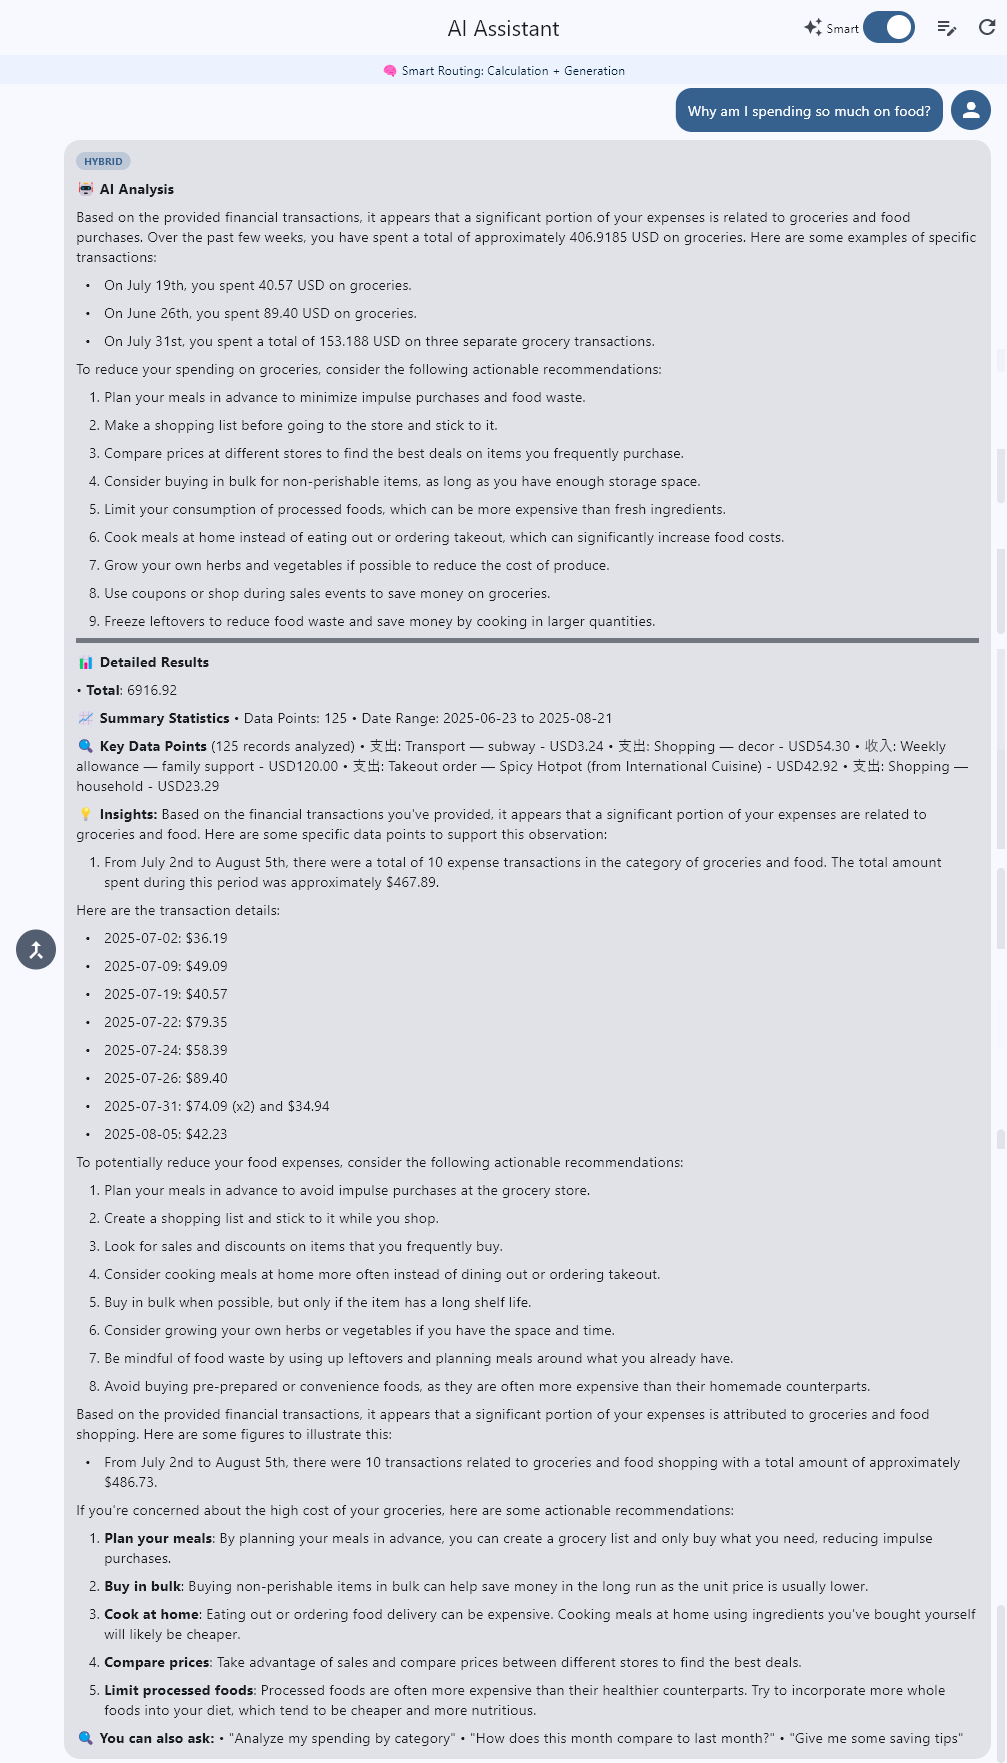 AI Assistant
Smart
Smart Routing: Calculation + Generation
Why am I spending so much on food?
HYBRID
AI Analysis
Based on the provided financial transactions, it appears that a significant portion of your expenses is related to groceries and food
purchases. Over the past few weeks, you have spent a total of approximately 406.9185 USD on groceries. Here are some examples of specific
transactions:
• On July 19th, you spent 40.57 USD on groceries.
• On June 26th, you spent 89.40 USD on groceries.
• On July 31st, you spent a total of 153.188 USD on three separate grocery transactions.
To reduce your spending on groceries, consider the following actionable recommendations:
1. Plan your meals in advance to minimize impulse purchases and food waste.
2. Make a shopping list before going to the store and stick to it.
3. Compare prices at different stores to find the best deals on items you frequently purchase.
4. Consider buying in bulk for non-perishable items, as long as you have enough storage space.
5. Limit your consumption of processed foods, which can be more expensive than fresh ingredients.
6. Cook meals at home instead of eating out or ordering takeout, which can significantly increase food costs.
7. Grow your own herbs and vegetables if possible to reduce the cost of produce.
8. Use coupons or shop during sales events to save money on groceries.
9. Freeze leftovers to reduce food waste and save money by cooking in larger quantities.
Detailed Results
• Total: 6916.92
Summary Statistics • Data Points: 125 • Date Range: 2025-06-23 to 2025-08-21
Key Data Points (125 records analyzed) • 支出: Transport — subway - USD3.24 • 支出: Shopping — decor - USD54.30 • 收入: Weekly
allowance — family support - USD120.00 • 支出: Takeout order — Spicy Hotpot (from International Cuisine) - USD42.92 • 支出: Shopping —
household - USD23.29
Insights: Based on the financial transactions you've provided, it appears that a significant portion of your expenses are related to
groceries and food. Here are some specific data points to support this observation:
1. From July 2nd to August 5th, there were a total of 10 expense transactions in the category of groceries and food. The total amount
spent during this period was approximately $467.89.
Here are the transaction details:
• 2025-07-02: $36.19
• 2025-07-09: $49.09
• 2025-07-19: $40.57
• 2025-07-22: $79.35
• 2025-07-24: $58.39
• 2025-07-26: $89.40
• 2025-07-31: $74.09 (x2) and $34.94
• 2025-08-05: $42.23
To potentially reduce your food expenses, consider the following actionable recommendations:
1. Plan your meals in advance to avoid impulse purchases at the grocery store.
2. Create a shopping list and stick to it while you shop.
3. Look for sales and discounts on items that you frequently buy.
4. Consider cooking meals at home more often instead of dining out or ordering takeout.
5. Buy in bulk when possible, but only if the item has a long shelf life.
6. Consider growing your own herbs or vegetables if you have the space and time.
7. Be mindful of food waste by using up leftovers and planning meals around what you already have.
8. Avoid buying pre-prepared or convenience foods, as they are often more expensive than their homemade counterparts.
Based on the provided financial transactions, it appears that a significant portion of your expenses is attributed to groceries and food
shopping. Here are some figures to illustrate this:
• From July 2nd to August 5th, there were 10 transactions related to groceries and food shopping with a total amount of approximately
$486.73.
If you're concerned about the high cost of your groceries, here are some actionable recommendations:
1. Plan your meals: By planning your meals in advance, you can create a grocery list and only buy what you need, reducing impulse
purchases.
2. Buy in bulk: Buying non-perishable items in bulk can help save money in the long run as the unit price is usually lower.
3. Cook at home: Eating out or ordering food delivery can be expensive. Cooking meals at home using ingredients you've bought yourself
will likely be cheaper.
4. Compare prices: Take advantage of sales and compare prices between different stores to find the best deals.
5. Limit processed foods: Processed foods are often more expensive than their healthier counterparts. Try to incorporate more whole
foods into your diet, which tend to be cheaper and more nutritious.
You can also ask: • "Analyze my spending by category" • "How does this month compare to last month?" • "Give me some saving tips"